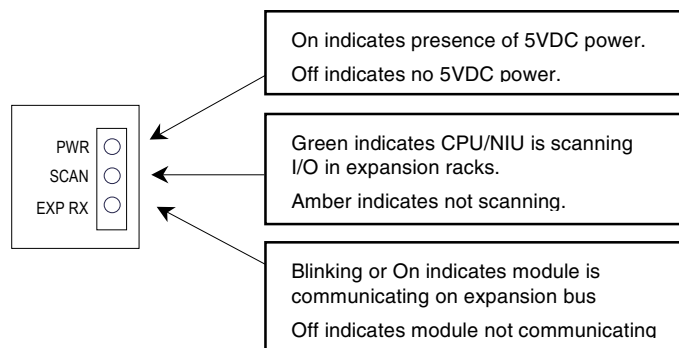 On indicates presence of 5VDC power.
Off indicates no 5VDC power.
PWR
SCAN
EXP RX
Green indicates CPU/NIU is scanning
I/O in expansion racks.
Amber indicates not scanning.
Blinking or On indicates module is
communicating on expansion bus
Off indicates module not communicating